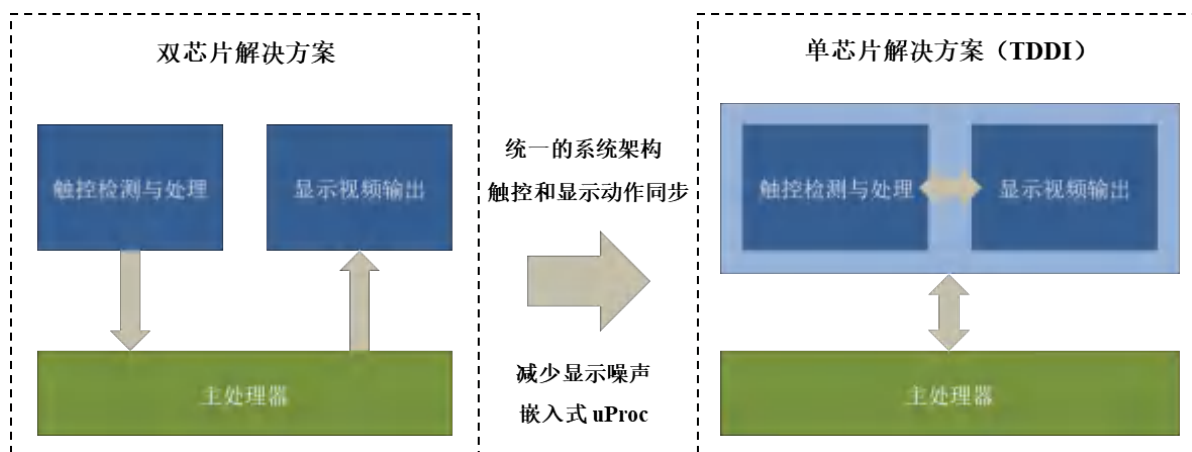 双芯片解决方案
触控检测与处理
显示视频输出
主处理器
统一的系统架构
触控和显示动作同步
减少显示噪声
嵌入式 uProc
单芯片解决方案（TDDI）
触控检测与处理
显示视频输出
主处理器